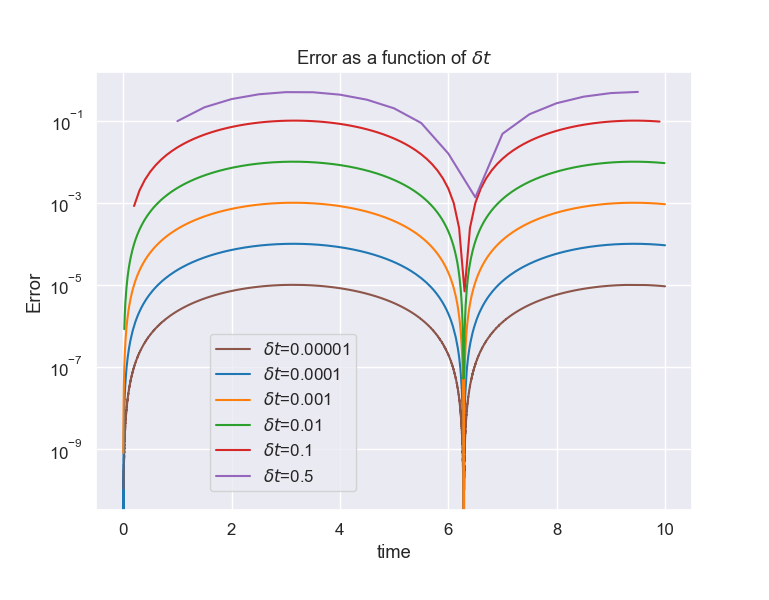 Error as a function of δt
Error
10⁻¹
10⁻³
10⁻⁵
10⁻⁷
10⁻⁹
δt=0.00001
δt=0.0001
δt=0.001
δt=0.01
δt=0.1
δt=0.5
0 2 4 6 8 10
time